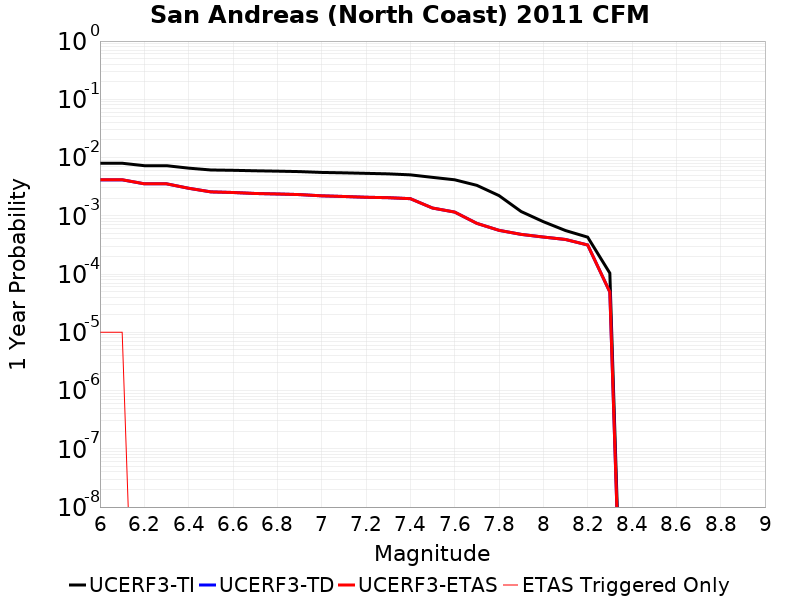 San Andreas (North Coast) 2011 CFM
10^0
10^-1
10^-2
10^-3
10^-4
10^-5
10^-6
10^-7
10^-8
1 Year Probability
6 6.2 6.4 6.6 6.8 7 7.2 7.4 7.6 7.8 8 8.2 8.4 8.6 8.8 9
Magnitude
UCERF3-TI UCERF3-TD UCERF3-ETAS ETAS Triggered Only